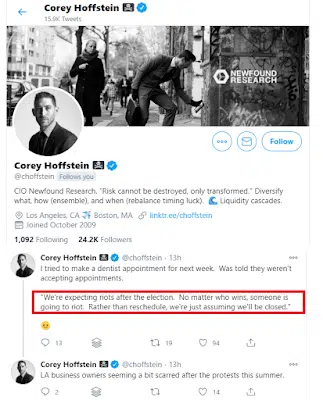 Corey Hoffstein
15.9K Tweets
NEWFOUND
RESEARCH
Follow
Corey Hoffstein
@choffstein Follows you
CIO Newfound Research. "Risk cannot be destroyed, only transformed." Diversify
what, how (ensemble), and when (rebalance timing luck). Liquidity cascades.
Los Angeles, CA Boston, MA linktr.ee/choffstein
Joined October 2009
1,092 Following 24.2K Followers
Corey Hoffstein @choffstein · 13h
I tried to make a dentist appointment for next week. Was told they weren't
accepting appointments.
"We're expecting riots after the election. No matter who wins, someone is
going to riot. Rather than reschedule, we're just assuming we'll be closed."
13 19 94
Corey Hoffstein @choffstein · 13h
LA business owners seeming a bit scarred after the protests this summer.
2 14